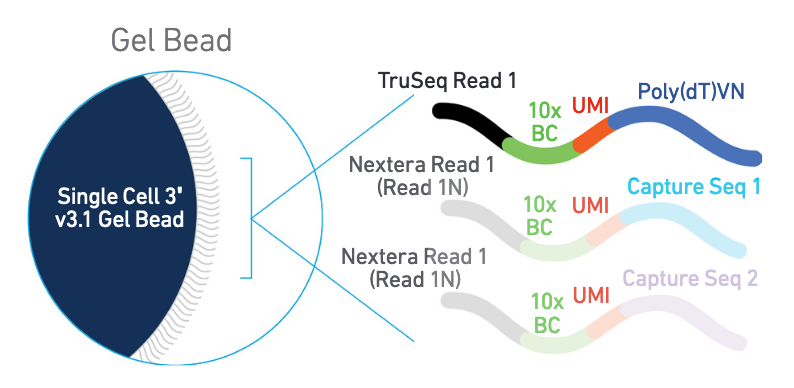 Gel Bead
Single Cell 3'
v3.1 Gel Bead
TruSeq Read 1
10x
BC
UMI
Poly(dT)VN
Nextera Read 1
(Read 1N)
10x
BC
UMI
Capture Seq 1
Nextera Read 1
(Read 1N)
10x
BC
UMI
Capture Seq 2